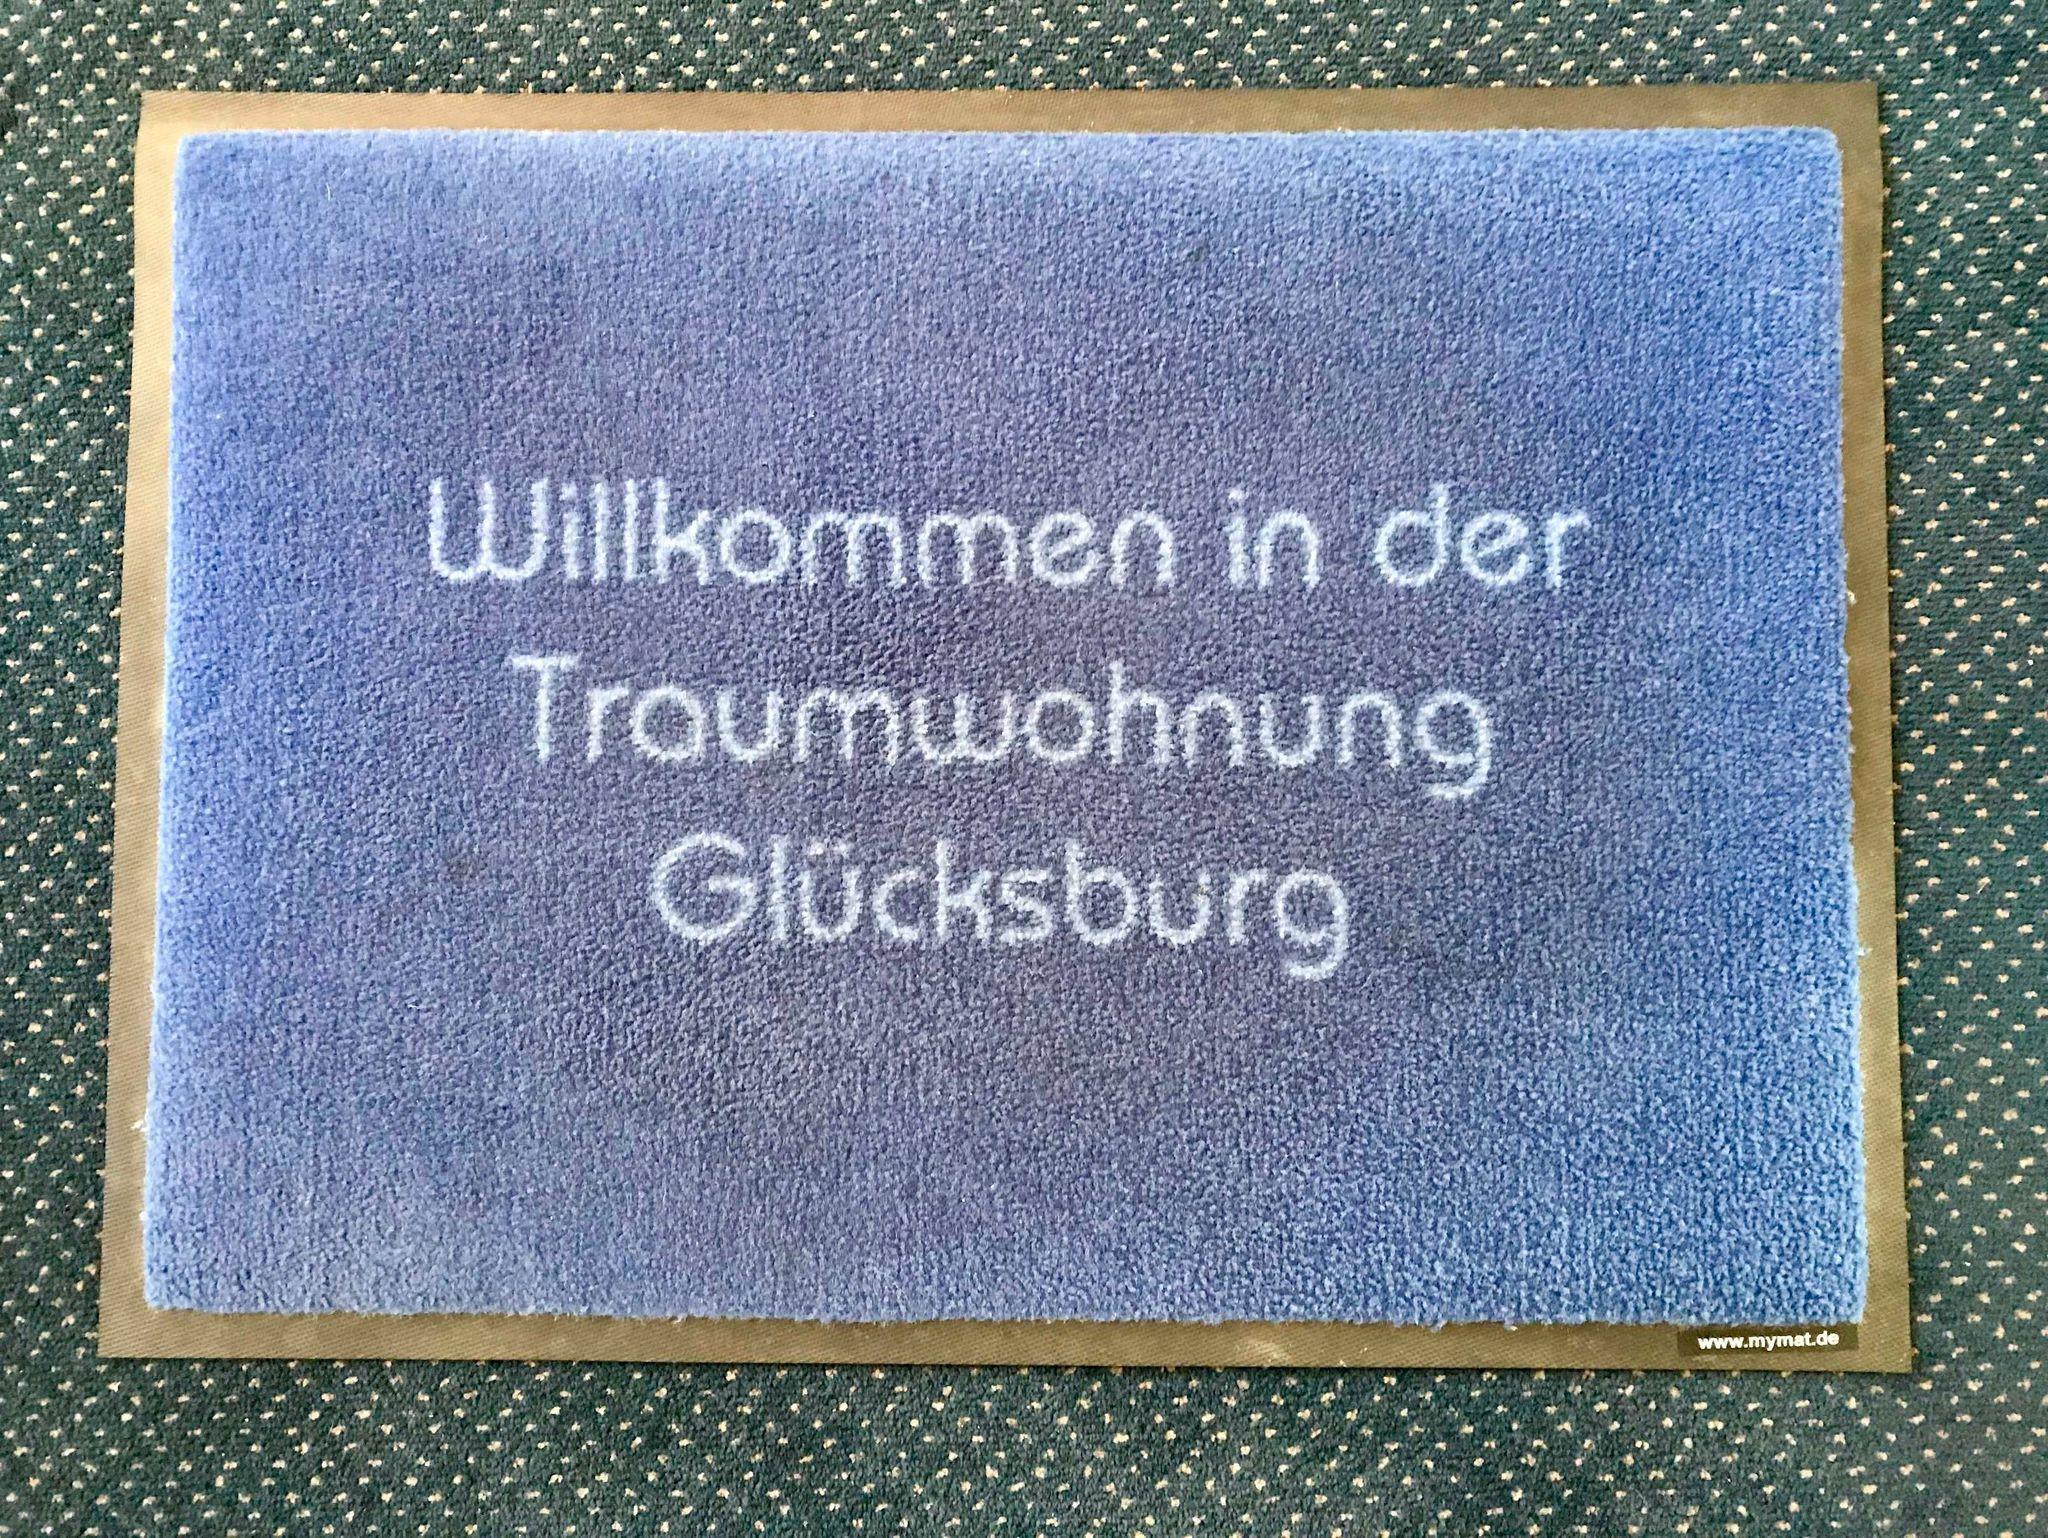 Willkommen in der
Traumwohnung
Glücksburg
www.mymat.de